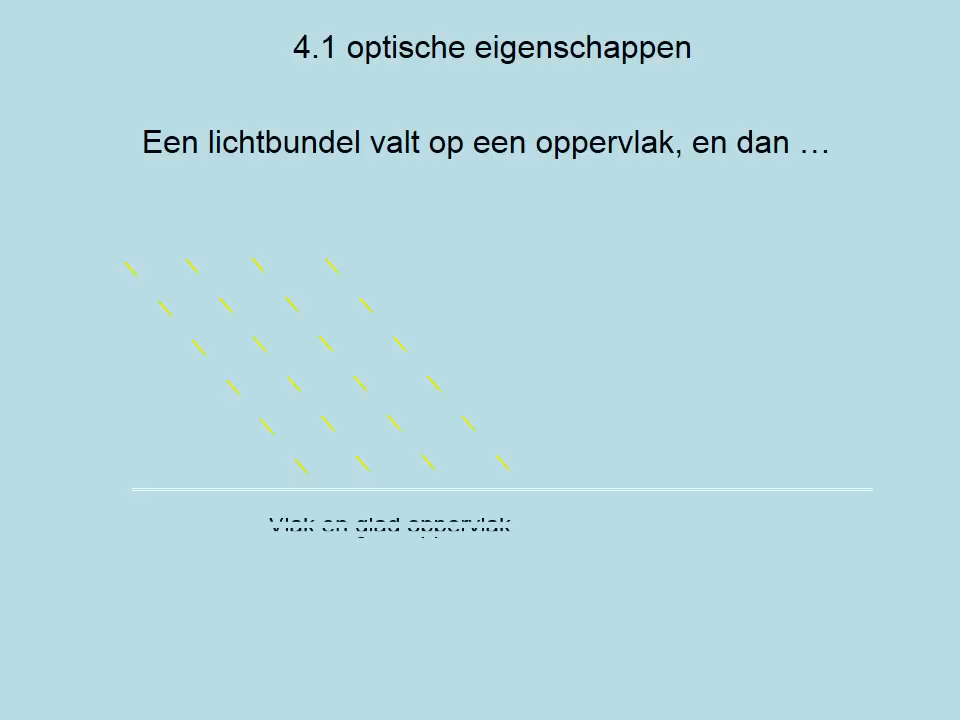 4.1 optische eigenschappen
Een lichtbundel valt op een oppervlak, en dan …
Vlak en glad oppervlak